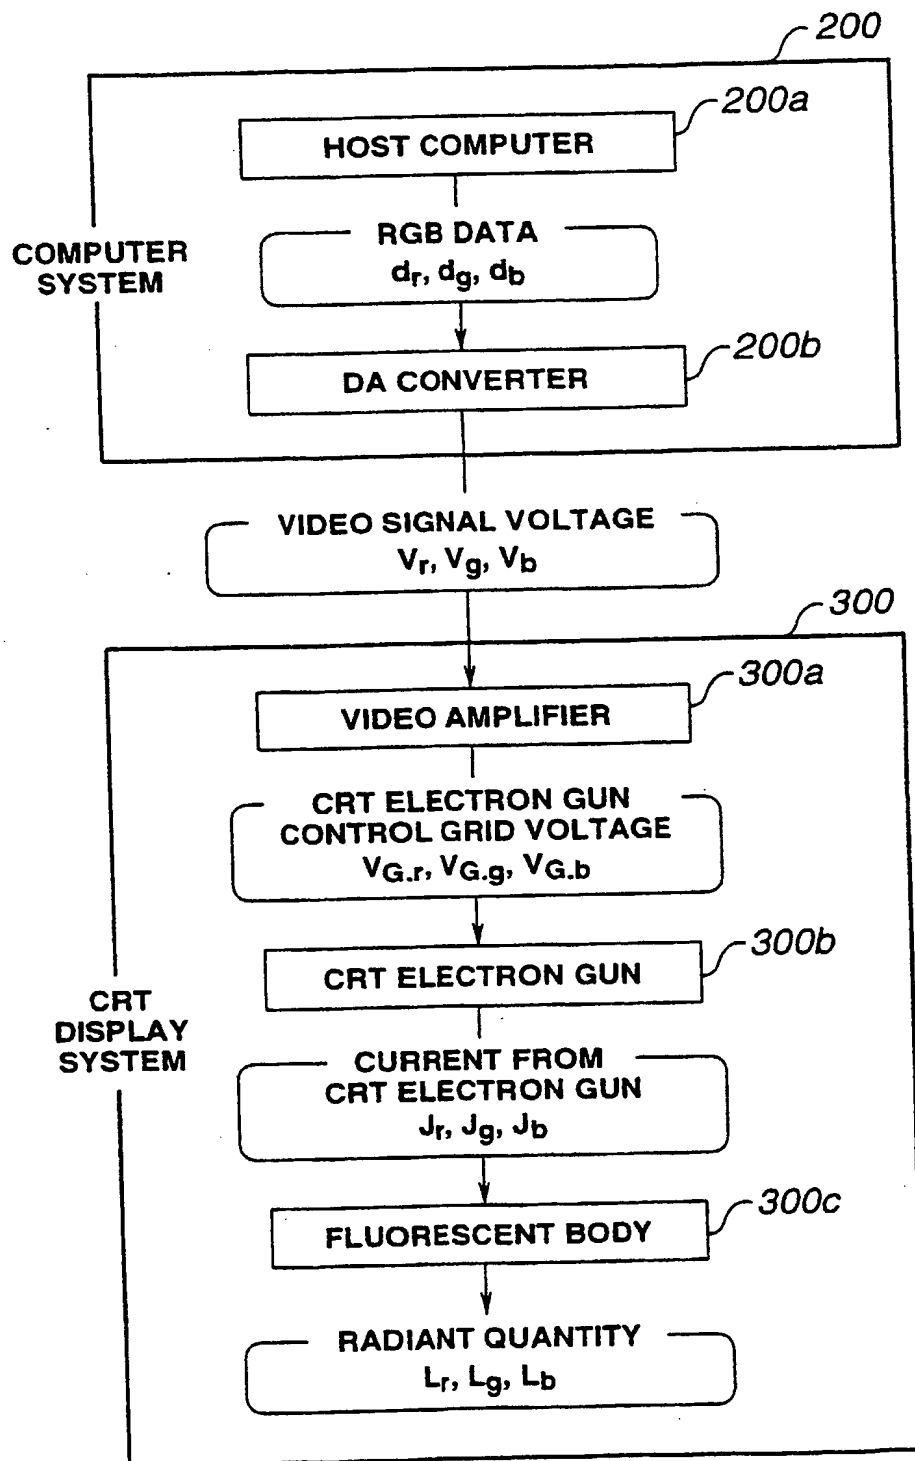 200
200a
HOST COMPUTER
RGB DATA
dr, dg, db
COMPUTER
SYSTEM
200b
DA CONVERTER
VIDEO SIGNAL VOLTAGE
Vr, Vg, Vb
300
300a
VIDEO AMPLIFIER
CRT ELECTRON GUN
CONTROL GRID VOLTAGE
VG.r, VG.g, VG.b
300b
CRT ELECTRON GUN
CRT
DISPLAY
SYSTEM
CURRENT FROM
CRT ELECTRON GUN
Jr, Jg, Jb
300c
FLUORESCENT BODY
RADIANT QUANTITY
Lr, Lg, Lb